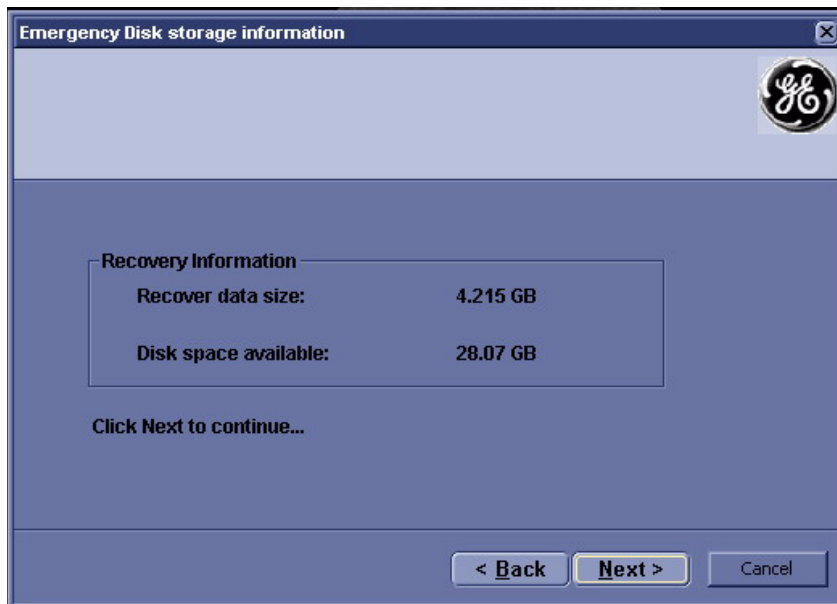 Emergency Disk storage information
GE
Recovery Information
Recover data size: 4.215 GB
Disk space available: 28.07 GB
Click Next to continue...
< Back Next > Cancel